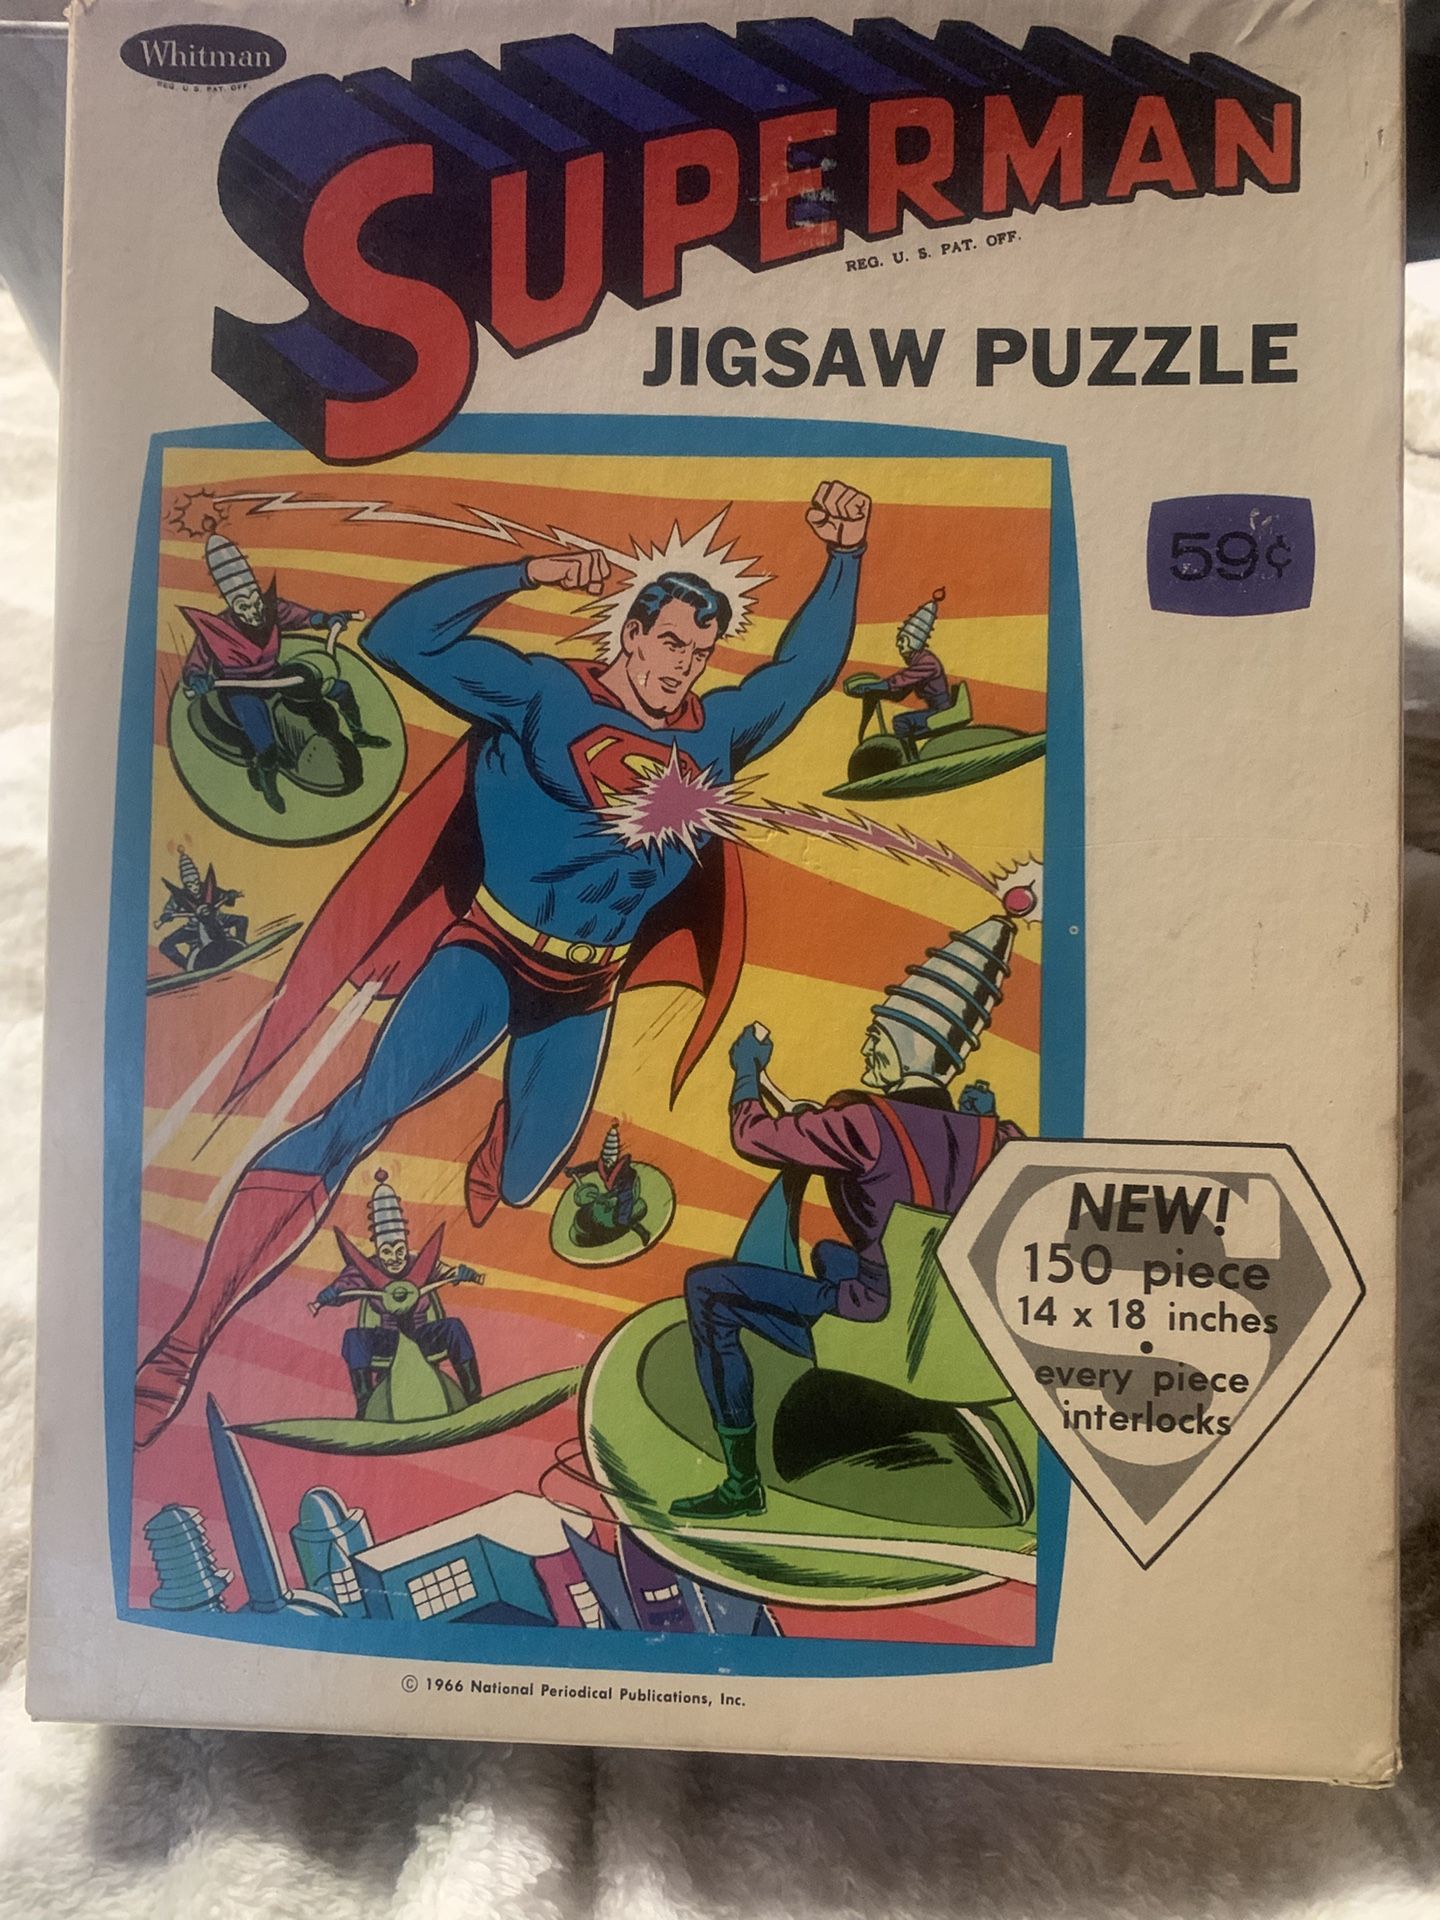 Whitman
REG. U. S. PAT. OFF.
SUPERMAN
REG. U. S. PAT. OFF.
JIGSAW PUZZLE
59¢
S
NEW!
150 piece
14 x 18 inches
•
every piece
interlocks
© 1966 National Periodical Publications, Inc.